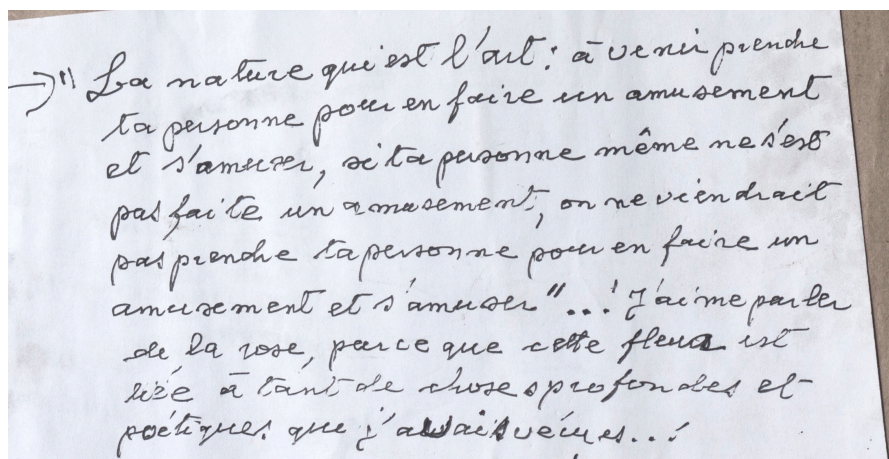 → " La nature qui est l'art : à venir prendre
ta personne pour en faire un amusement
et s'amuser, si ta personne même ne s'est
pas faite un amusement, on ne viendrait
pas prendre ta personne pour en faire un
amusement et s'amuser "...! J'aime parler
de la rose, parce que cette fleur est
liée à tant de choses profondes et
poétiques que j'avais vécues...!